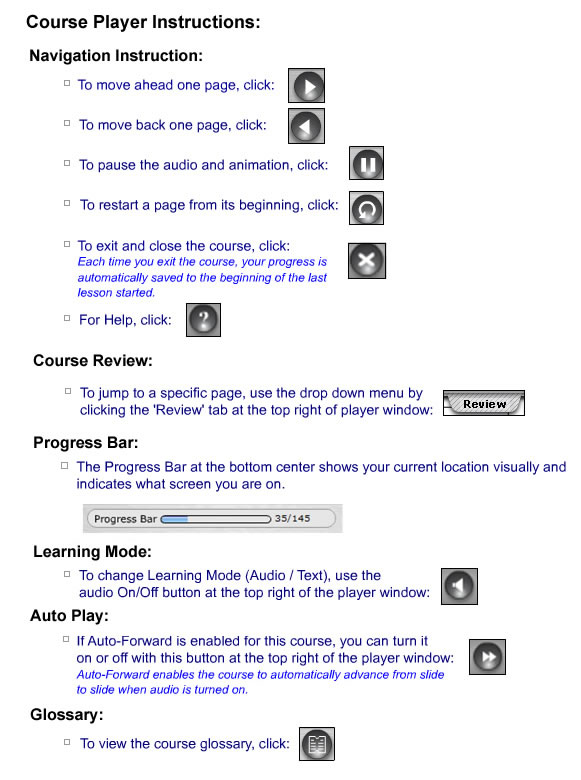 Course Player Instructions:
Navigation Instruction:
To move ahead one page, click:
To move back one page, click:
To pause the audio and animation, click:
To restart a page from its beginning, click:
To exit and close the course, click:
Each time you exit the course, your progress is
automatically saved to the beginning of the last
lesson started.
For Help, click: ?
Course Review:
To jump to a specific page, use the drop down menu by
clicking the 'Review' tab at the top right of player window: Review
Progress Bar:
The Progress Bar at the bottom center shows your current location visually and
indicates what screen you are on.
Progress Bar 35/145
Learning Mode:
To change Learning Mode (Audio / Text), use the
audio On/Off button at the top right of the player window:
Auto Play:
If Auto-Forward is enabled for this course, you can turn it
on or off with this button at the top right of the player window:
Auto-Forward enables the course to automatically advance from slide
to slide when audio is turned on.
Glossary:
To view the course glossary, click: